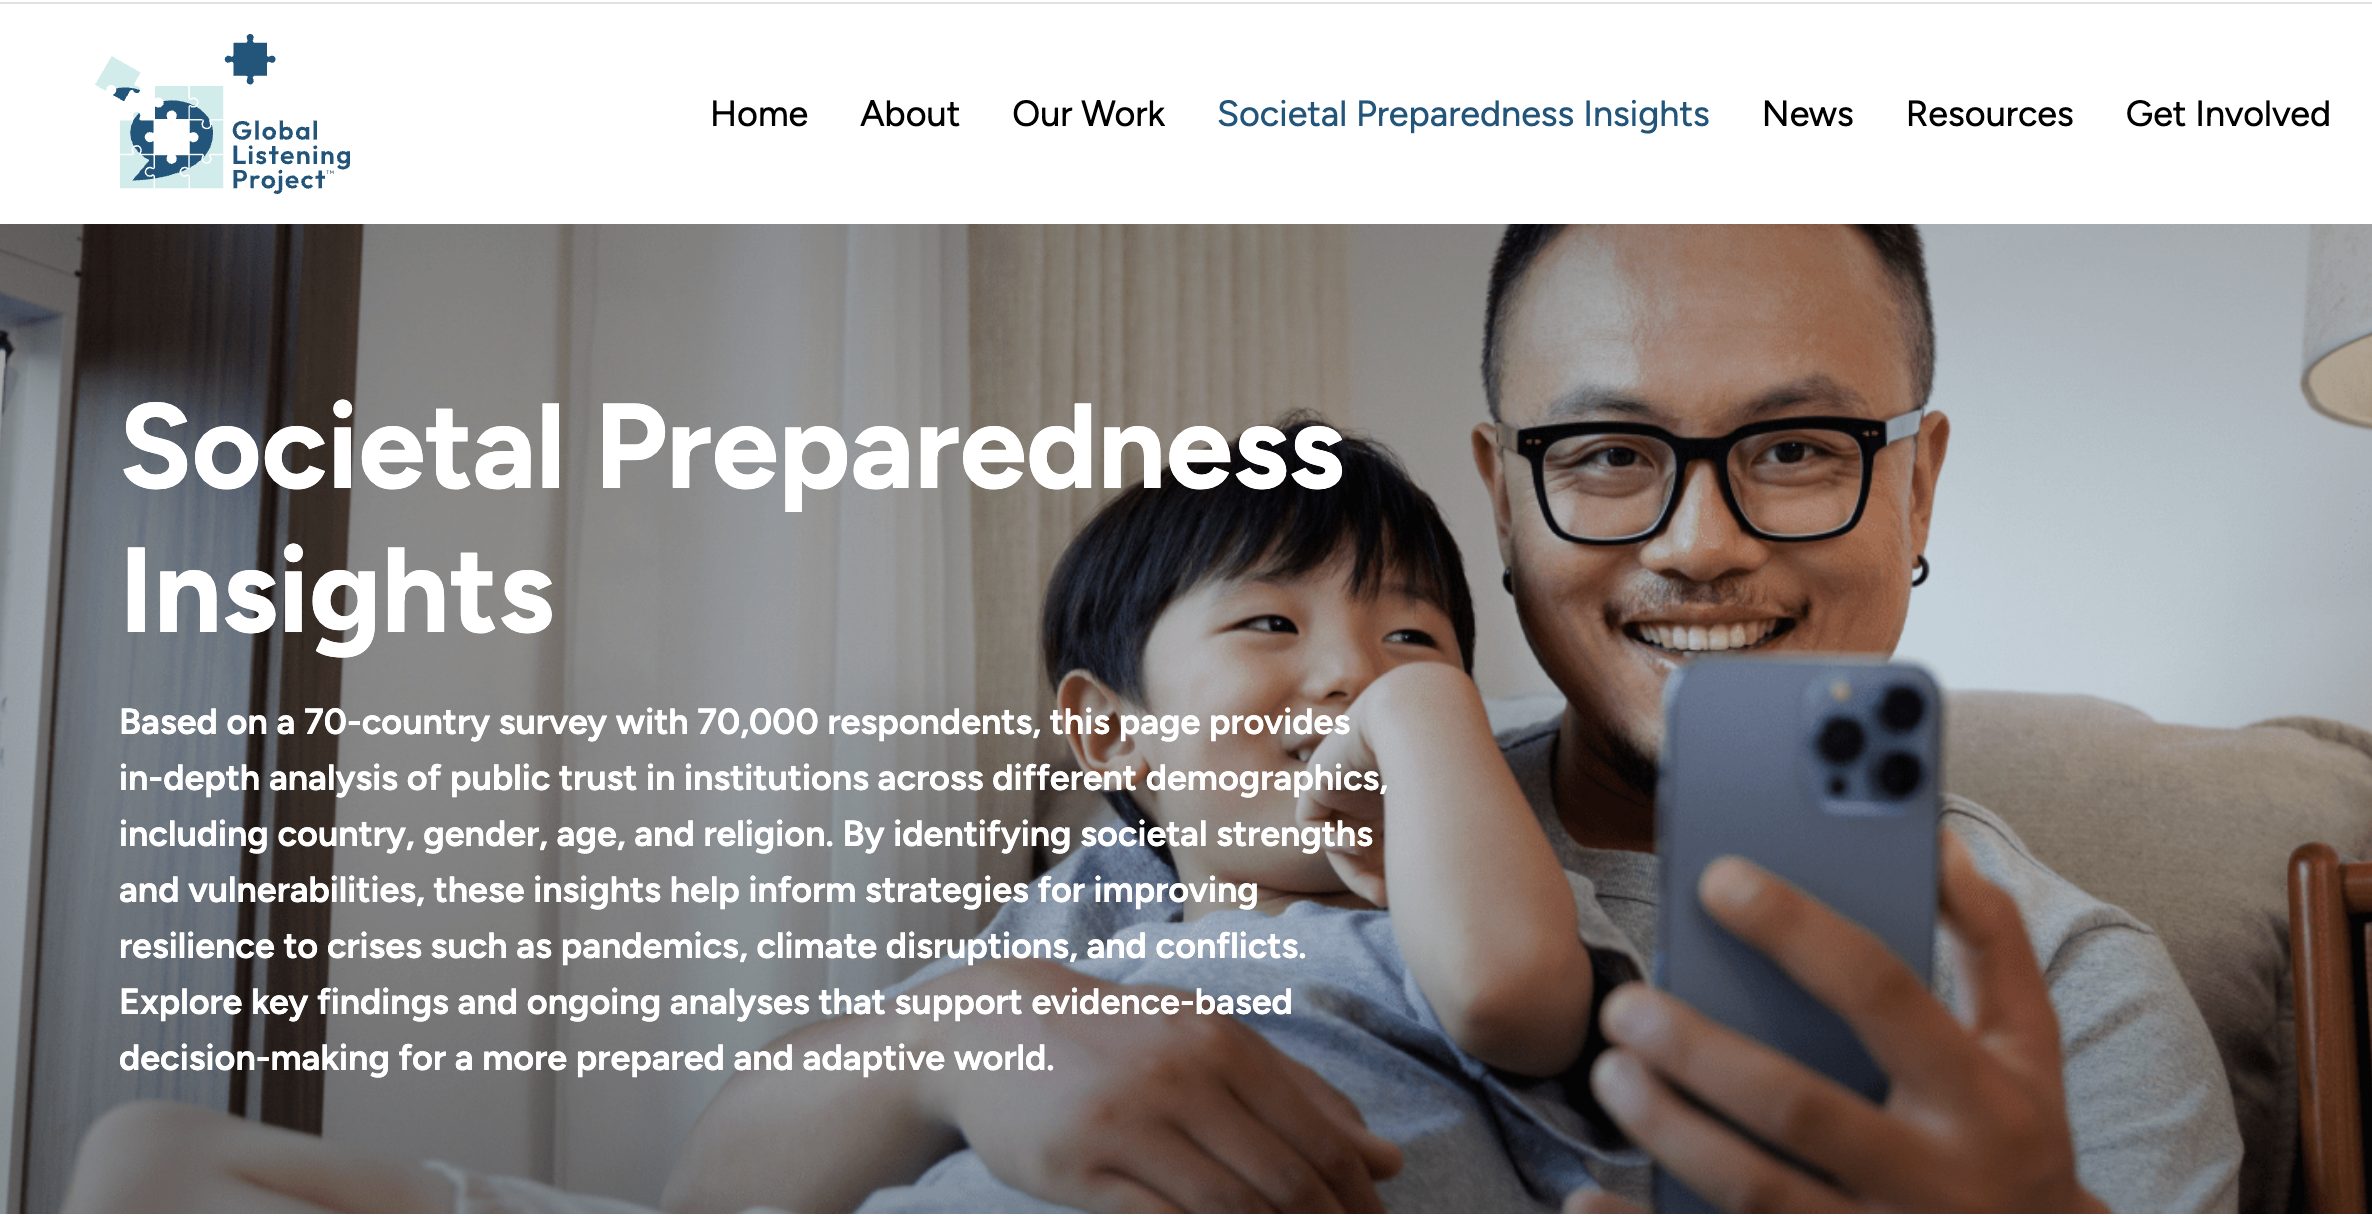 Global
Listening
Project™
Home About Our Work Societal Preparedness Insights News Resources Get Involved
Societal Preparedness
Insights
Based on a 70-country survey with 70,000 respondents, this page provides
in-depth analysis of public trust in institutions across different demographics,
including country, gender, age, and religion. By identifying societal strengths
and vulnerabilities, these insights help inform strategies for improving
resilience to crises such as pandemics, climate disruptions, and conflicts.
Explore key findings and ongoing analyses that support evidence-based
decision-making for a more prepared and adaptive world.